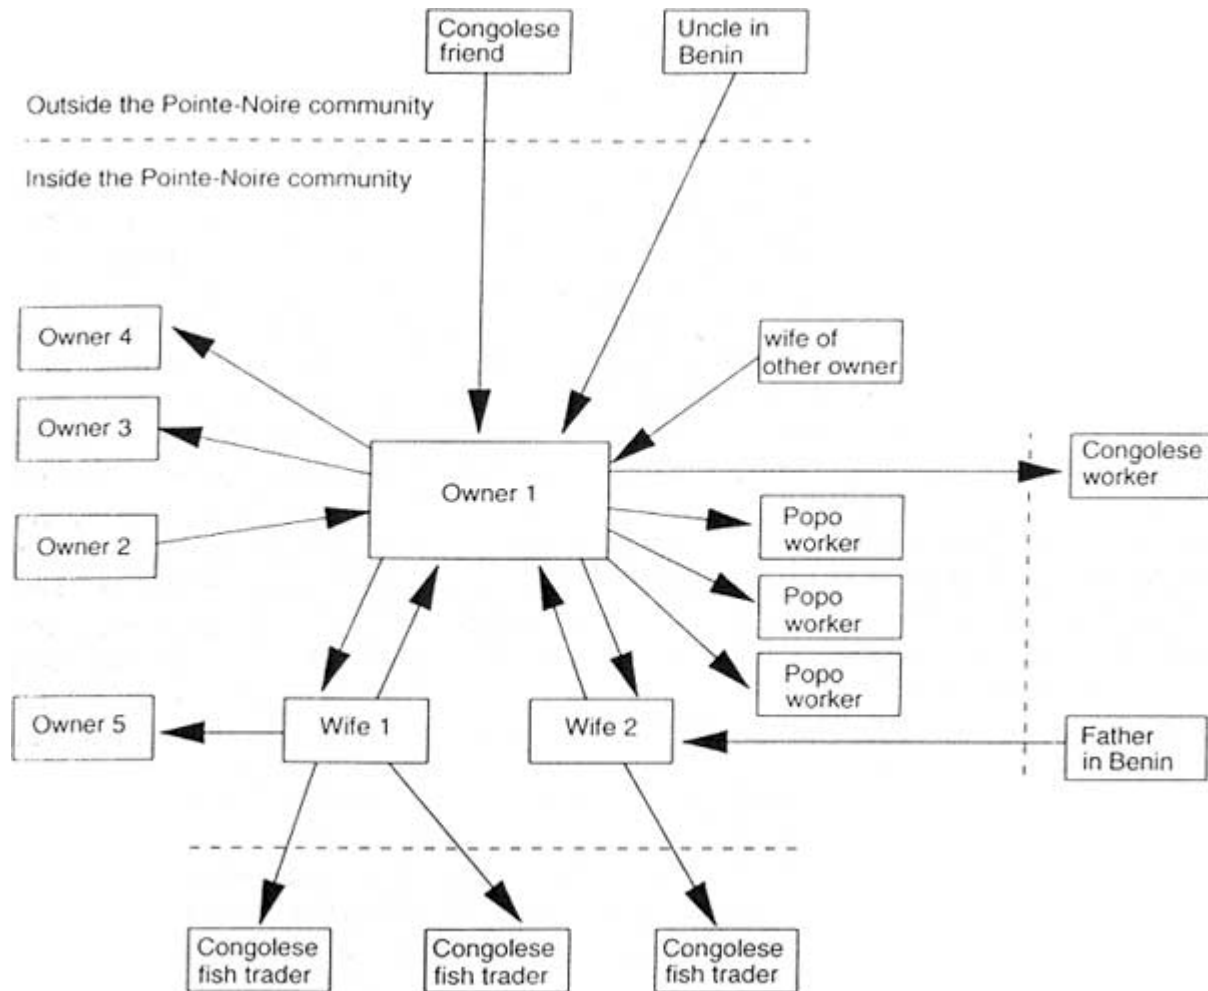 Congolese
friend
Uncle in
Benin
Outside the Pointe-Noire community
Inside the Pointe-Noire community
Owner 4
wife of
other owner
Owner 3
Congolese
worker
Owner 1
Popo
worker
Owner 2
Popo
worker
Popo
worker
Owner 5
Wife 1
Wife 2
Father
in Benin
Congolese
fish trader
Congolese
fish trader
Congolese
fish trader